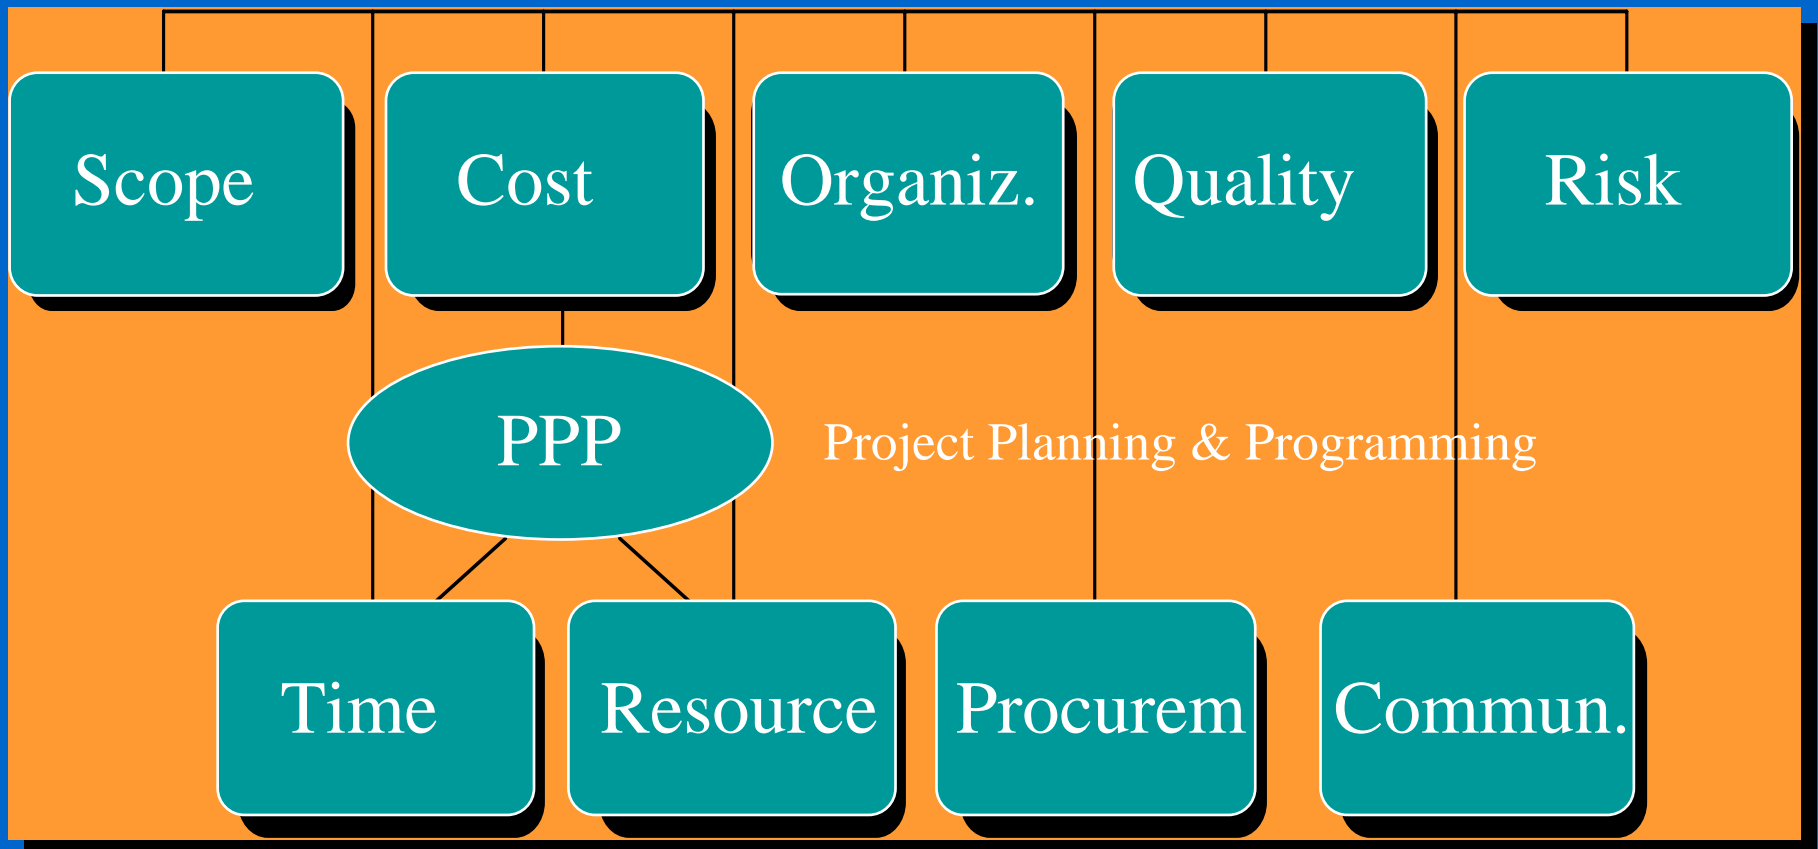 Scope
Cost
Organiz.
Quality
Risk
PPP
Project Planning & Programming
Time
Resource
Procurem
Commun.